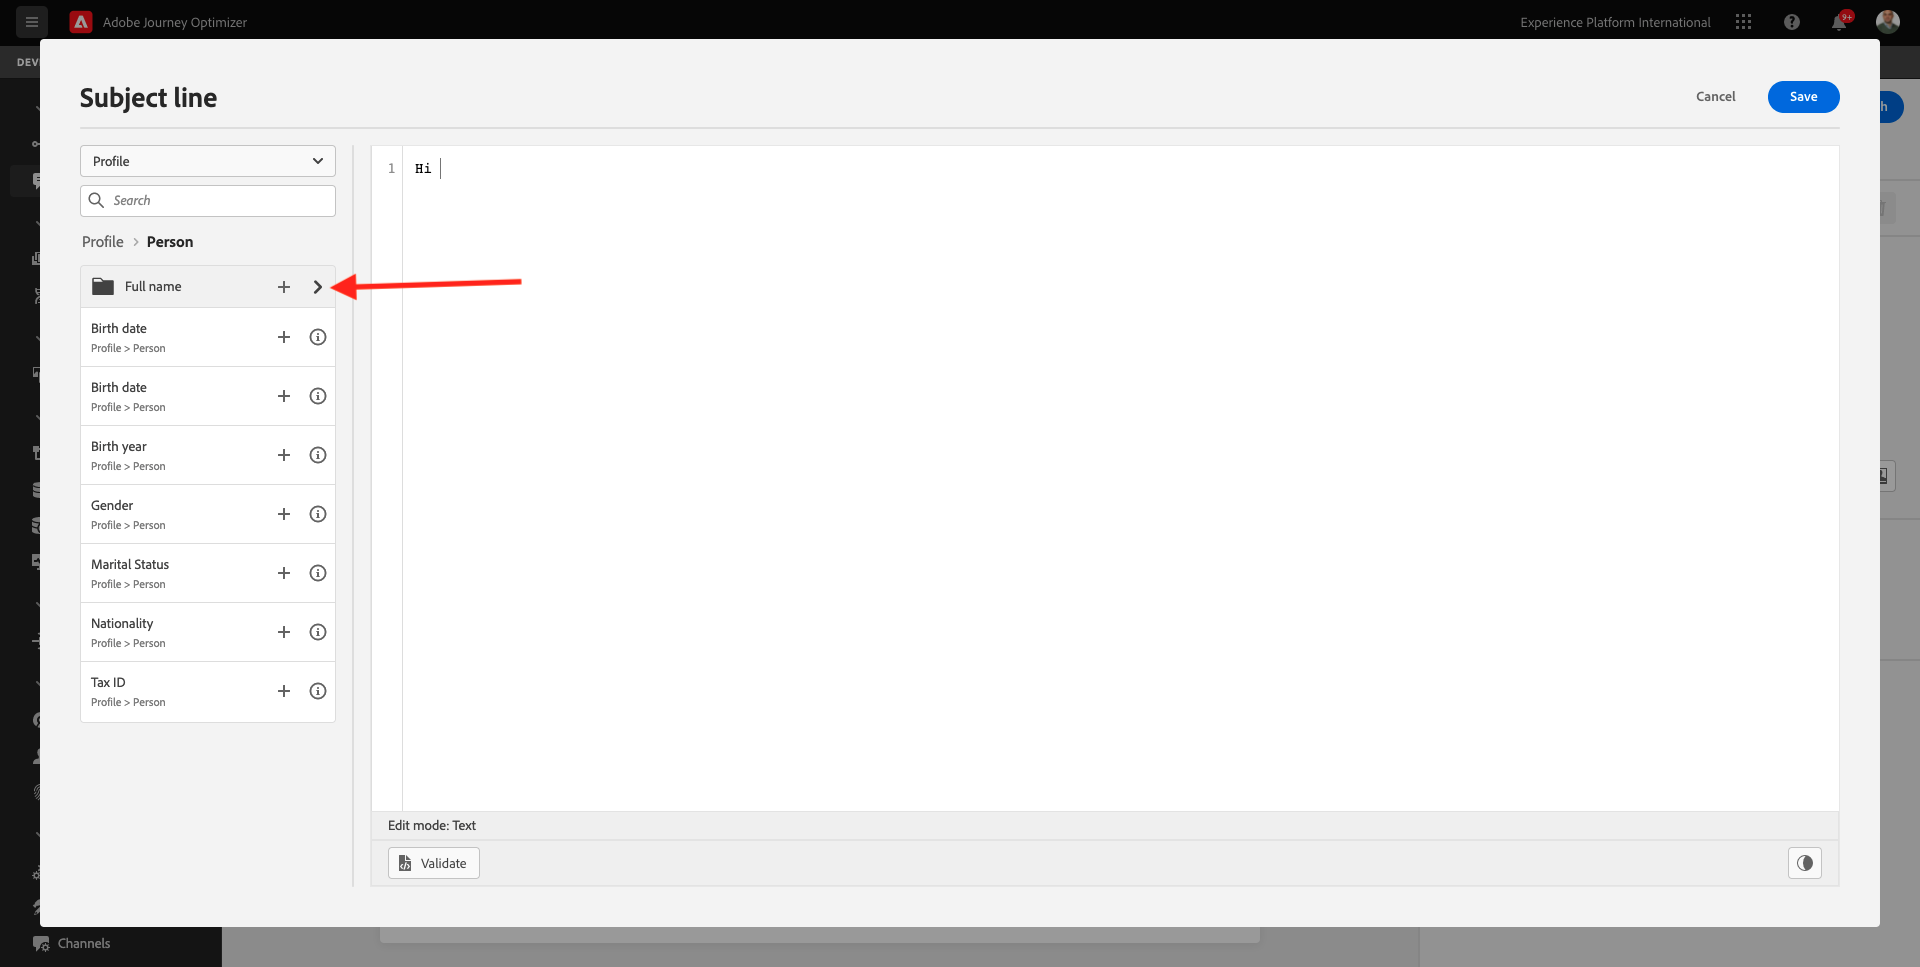 Adobe Journey Optimizer
Experience Platform International
9+
DEV
Subject line
Cancel
Save
h
Profile
Search
Profile > Person
Full name
Birth date
Profile > Person
Birth date
Profile > Person
Birth year
Profile > Person
Gender
Profile > Person
Marital Status
Profile > Person
Nationality
Profile > Person
Tax ID
Profile > Person
1 Hi
Edit mode: Text
Validate
Channels